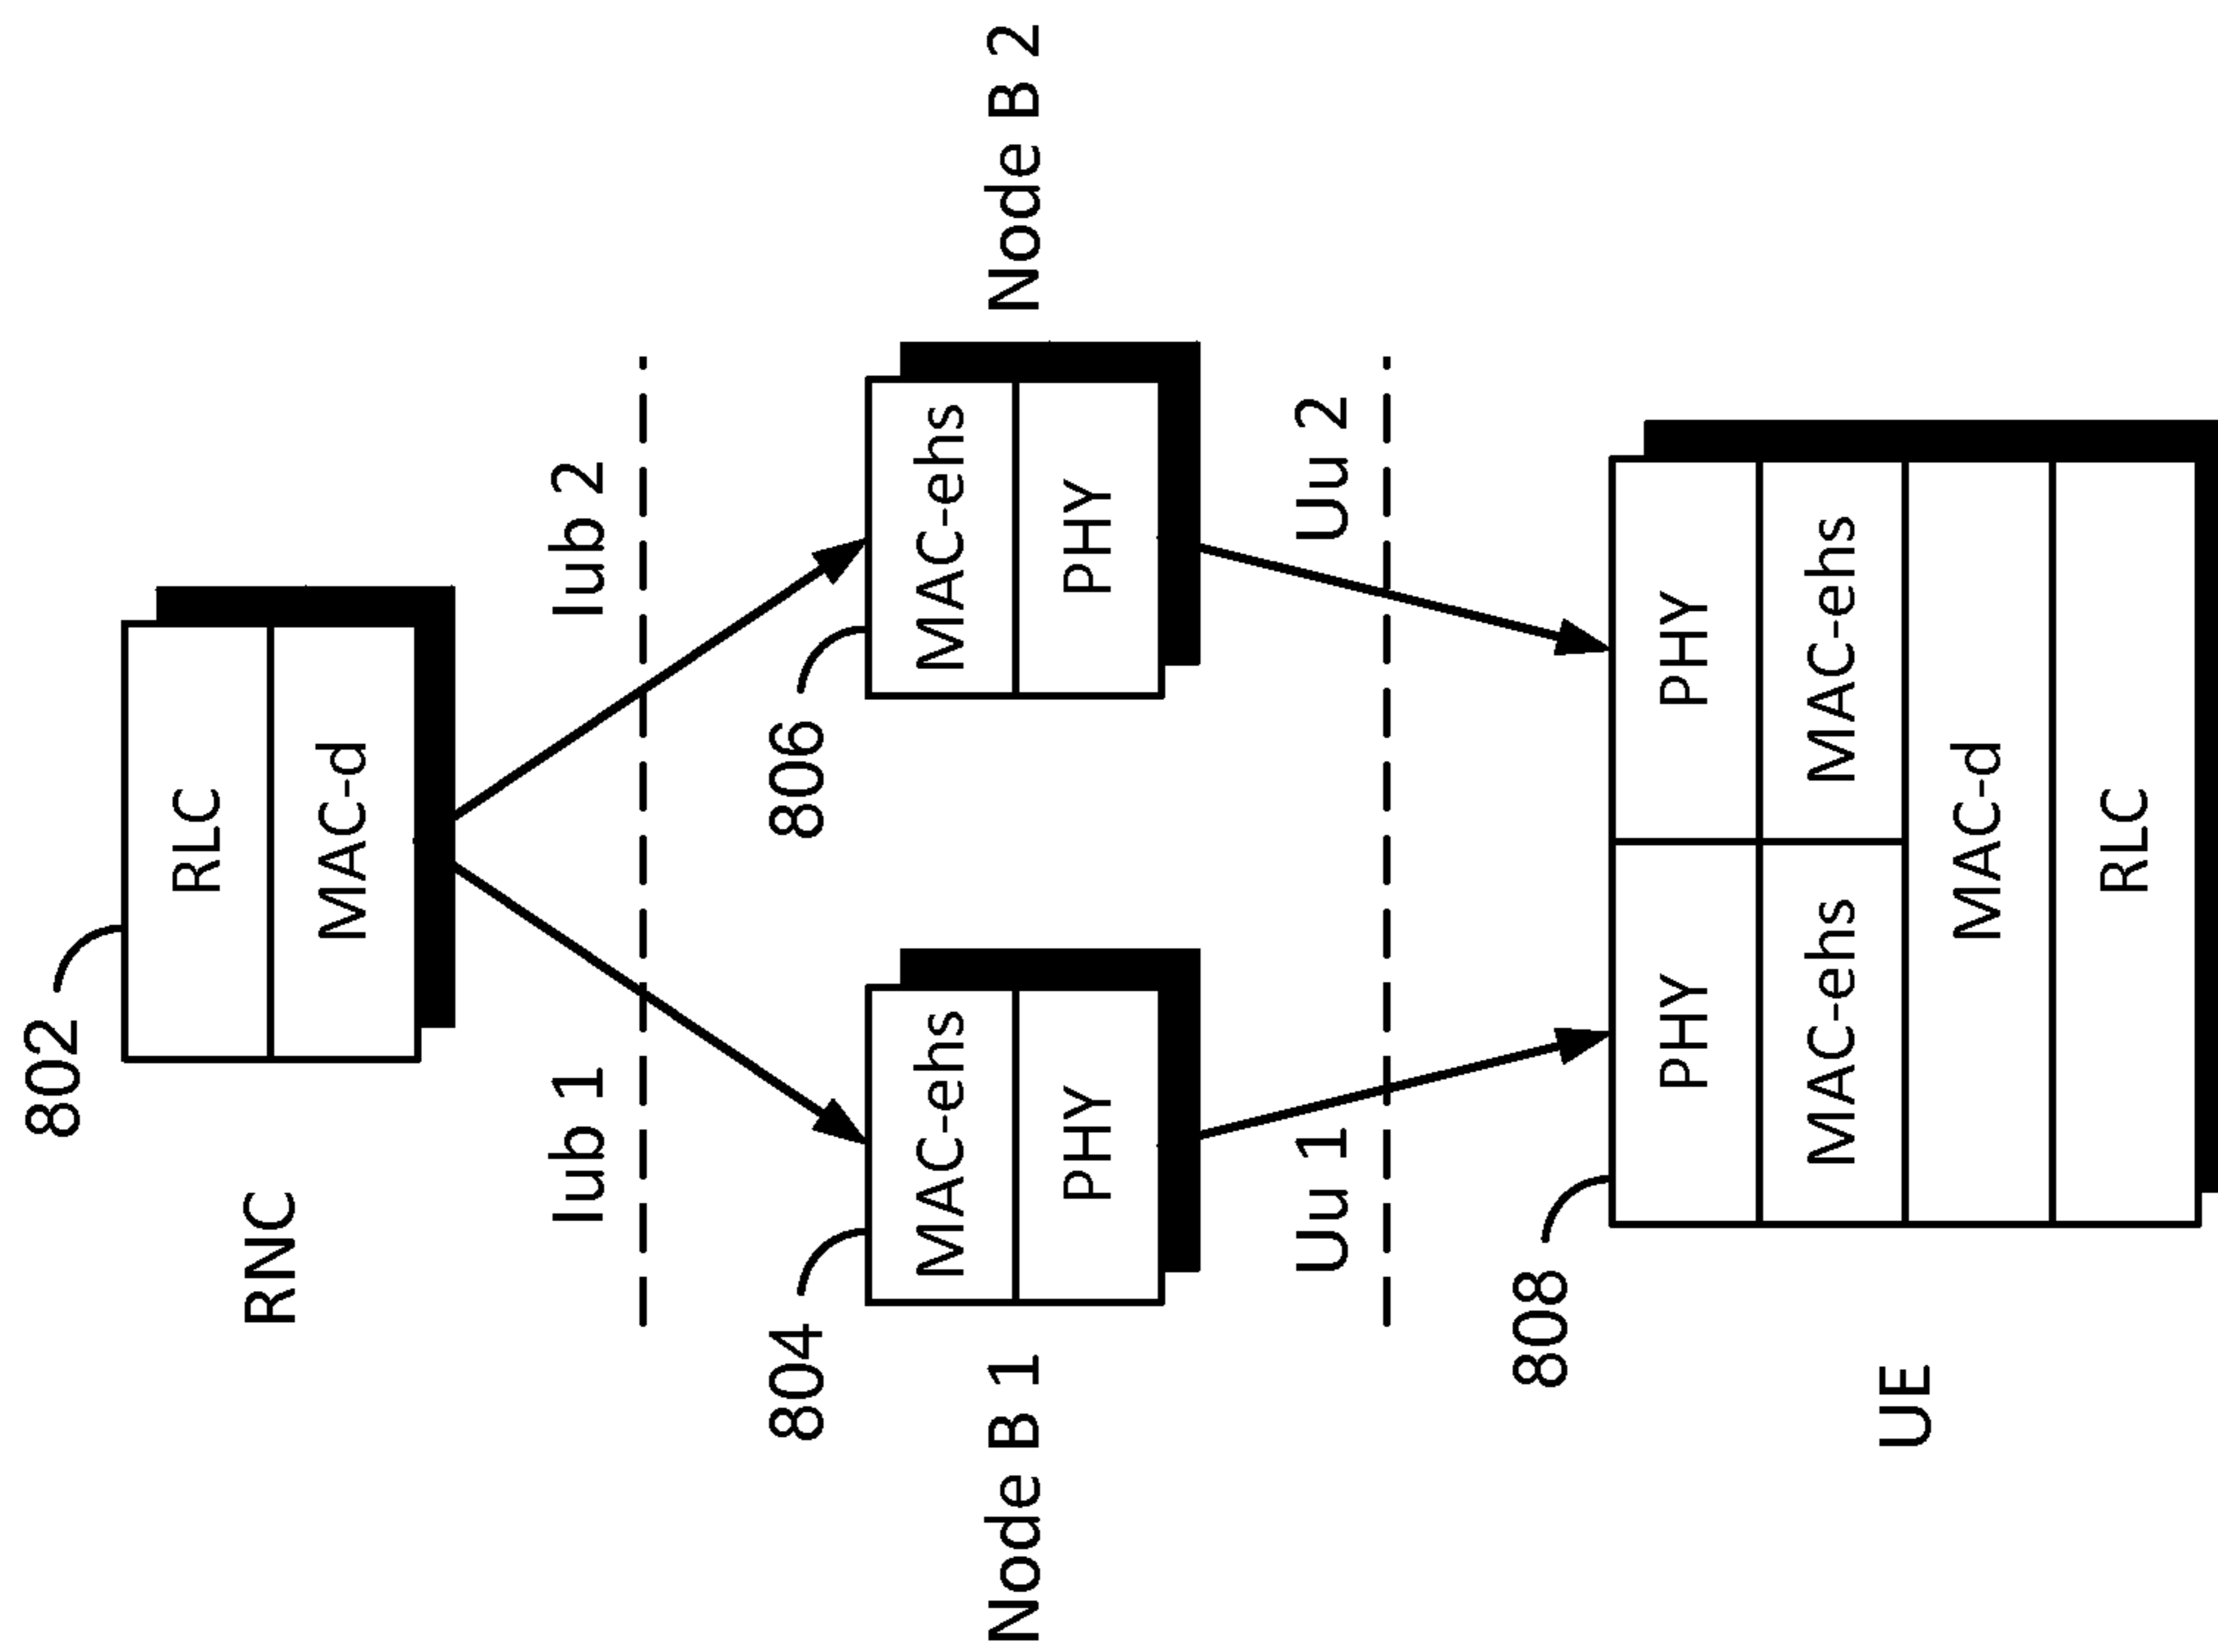 802
RNC
RLC
MAC-d
Iub 1
Iub 2
804
806
Node B 1
MAC-ehs
PHY
MAC-ehs
PHY
Node B 2
Uu 1
Uu 2
808
UE
PHY
PHY
MAC-ehs
MAC-ehs
MAC-d
RLC